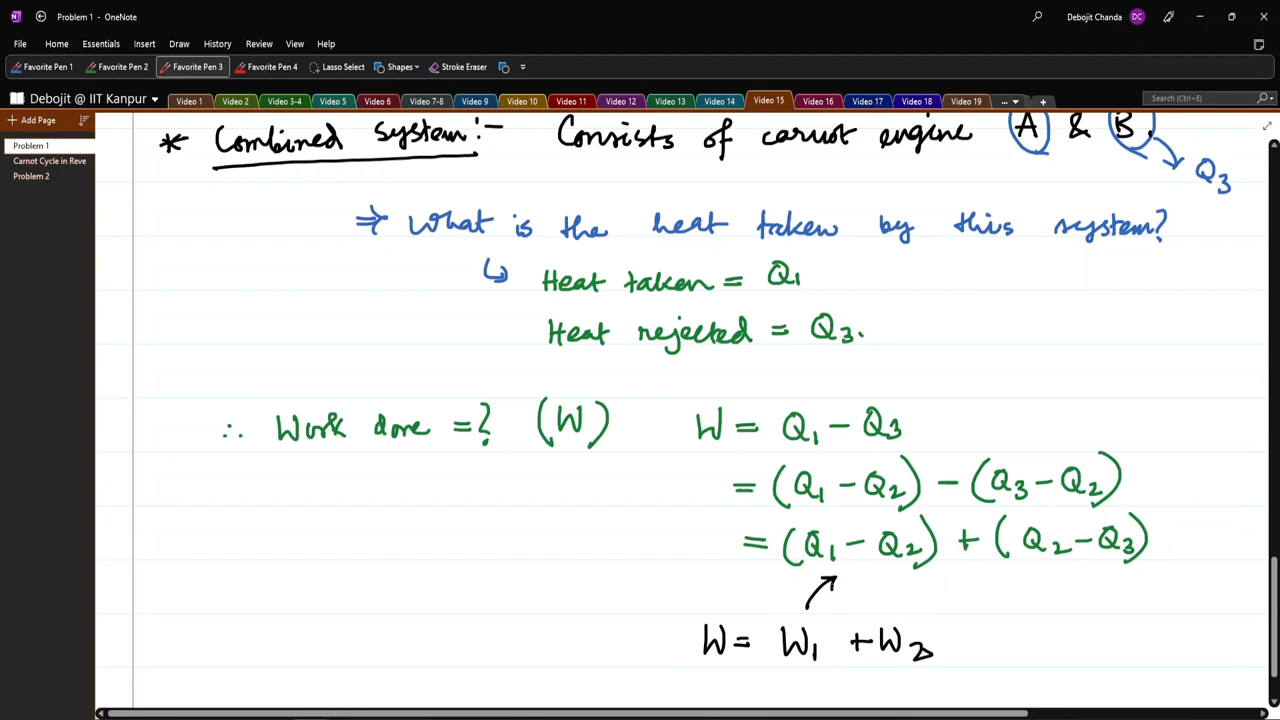 Problem 1 - OneNote
Debojit Chanda DC
File Home Essentials Insert Draw History Review View Help
Favorite Pen 1 Favorite Pen 2 Favorite Pen 3 Favorite Pen 4 Lasso Select Shapes Stroke Eraser
Debojit @ IIT Kanpur Video 1 Video 2 Video 3-4 Video 5 Video 6 Video 7-8 Video 9 Video 10 Video 11 Video 12 Video 13 Video 14 Video 15 Video 16 Video 17 Video 18 Video 19 ... + Search (Ctrl+E)
+ Add Page
Problem 1
Carnot Cycle in Reve
Problem 2
* Combined system:- Consists of carnot engine A & B.
Q3
⇒ What is the heat taken by this system?
↳ Heat taken = Q1
Heat rejected = Q3.
∴ Work done = ? (W) W = Q1 - Q3
= (Q1 - Q2) - (Q3 - Q2)
= (Q1 - Q2) + (Q2 - Q3)
W = W1 + W2